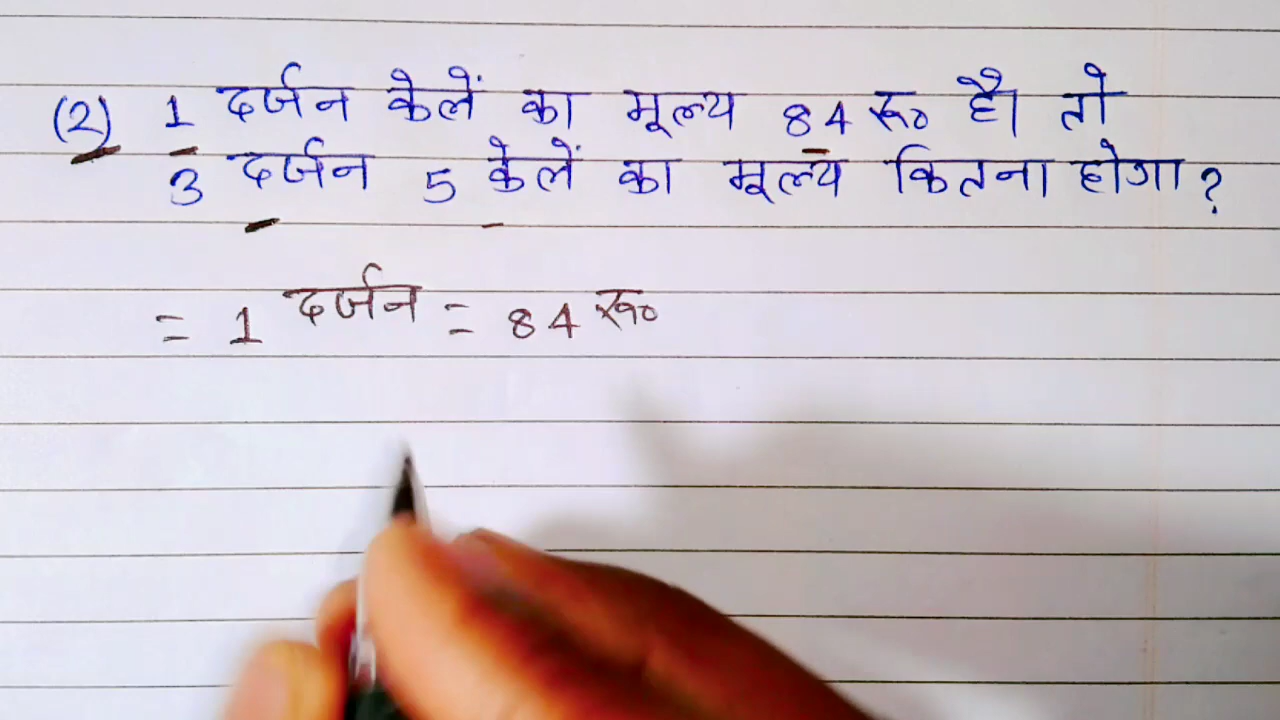 (2) 1 दर्जन केलें का मूल्य 84 रू० है। तो
3 दर्जन 5 केलें का मूल्य कितना होगा?
= 1 दर्जन = 84 रू०